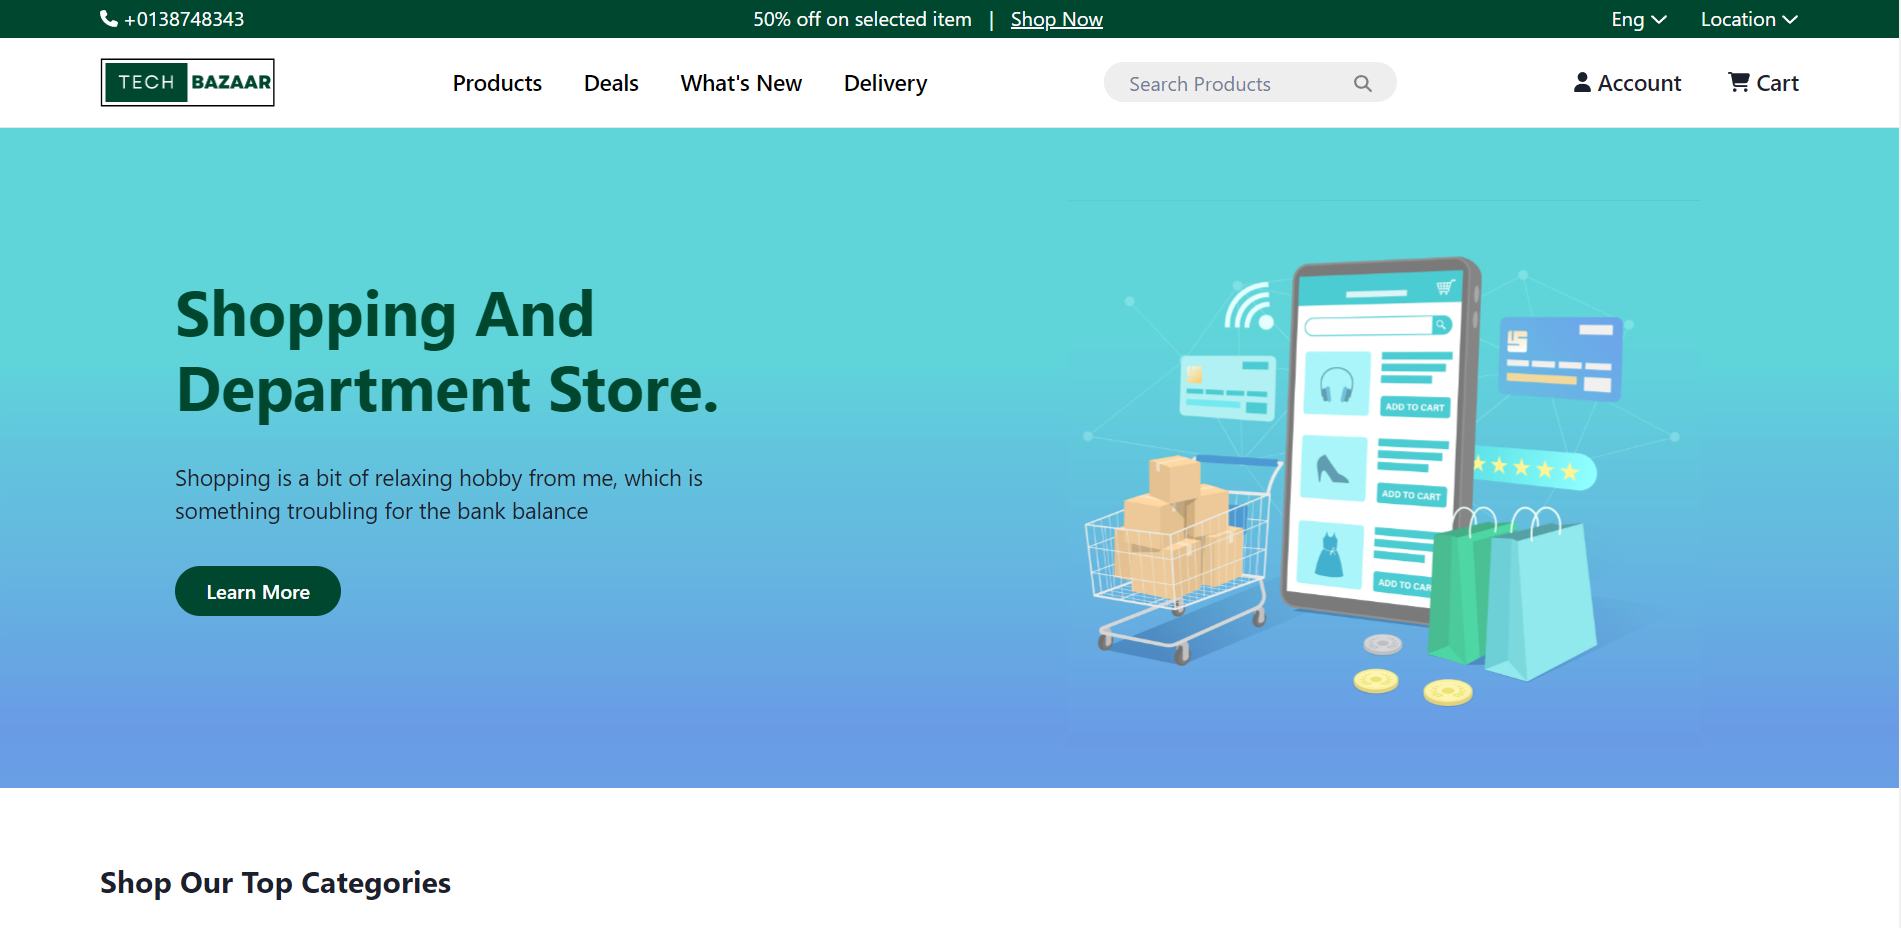 +0138748343
50% off on selected item | Shop Now
Eng
Location
TECH BAZAAR
Products
Deals
What's New
Delivery
Search Products
Account
Cart
Shopping And
Department Store.
Shopping is a bit of relaxing hobby from me, which is
something troubling for the bank balance
Learn More
ADD TO CART
ADD TO CART
ADD TO CAR
Shop Our Top Categories